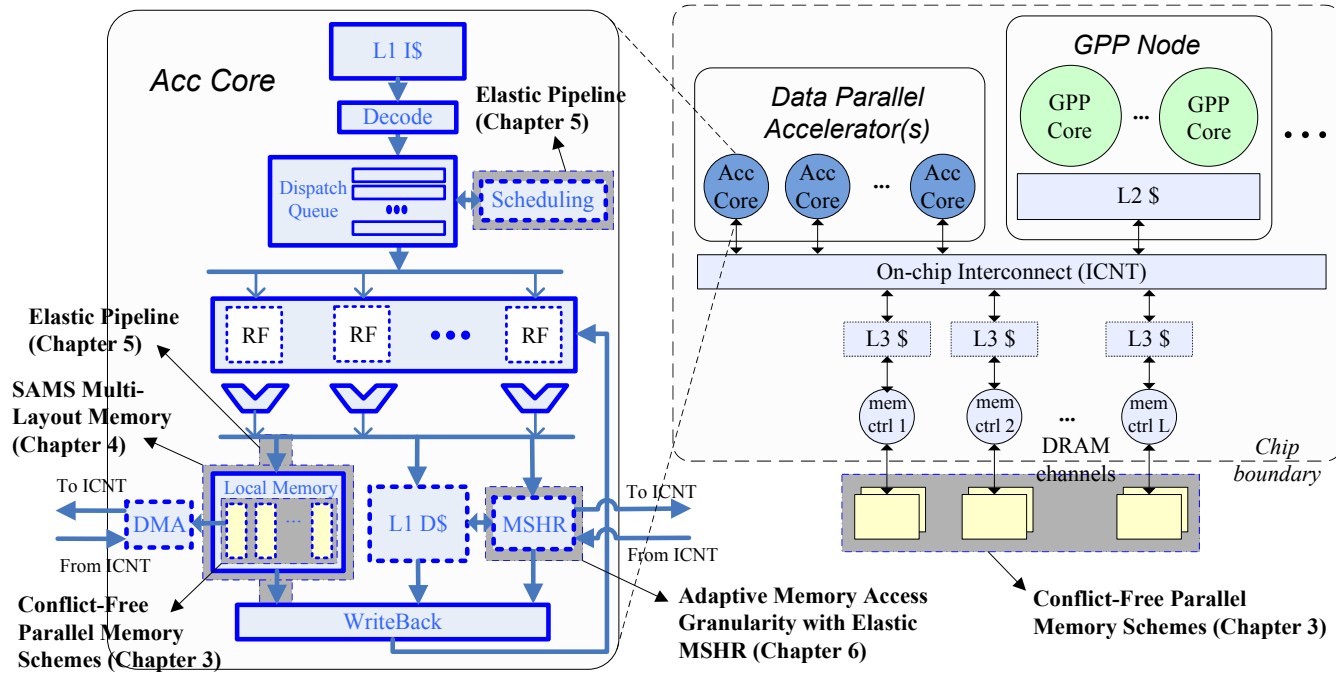 Acc Core
L1 I$
Decode
Elastic Pipeline
(Chapter 5)
Dispatch
Queue
Scheduling
RF
RF
RF
Elastic Pipeline
(Chapter 5)
SAMS Multi-
Layout Memory
(Chapter 4)
To ICNT
DMA
From ICNT
Local Memory
...
L1 D$
MSHR
To ICNT
From ICNT
WriteBack
Conflict-Free
Parallel Memory
Schemes (Chapter 3)
Adaptive Memory Access
Granularity with Elastic
MSHR (Chapter 6)
Data Parallel
Accelerator(s)
Acc
Core
Acc
Core
...
Acc
Core
GPP Node
GPP
Core
...
GPP
Core
...
L2 $
On-chip Interconnect (ICNT)
L3 $
L3 $
L3 $
mem
ctrl 1
mem
ctrl 2
...
mem
ctrl L
DRAM
channels
Chip
boundary
Conflict-Free Parallel
Memory Schemes (Chapter 3)